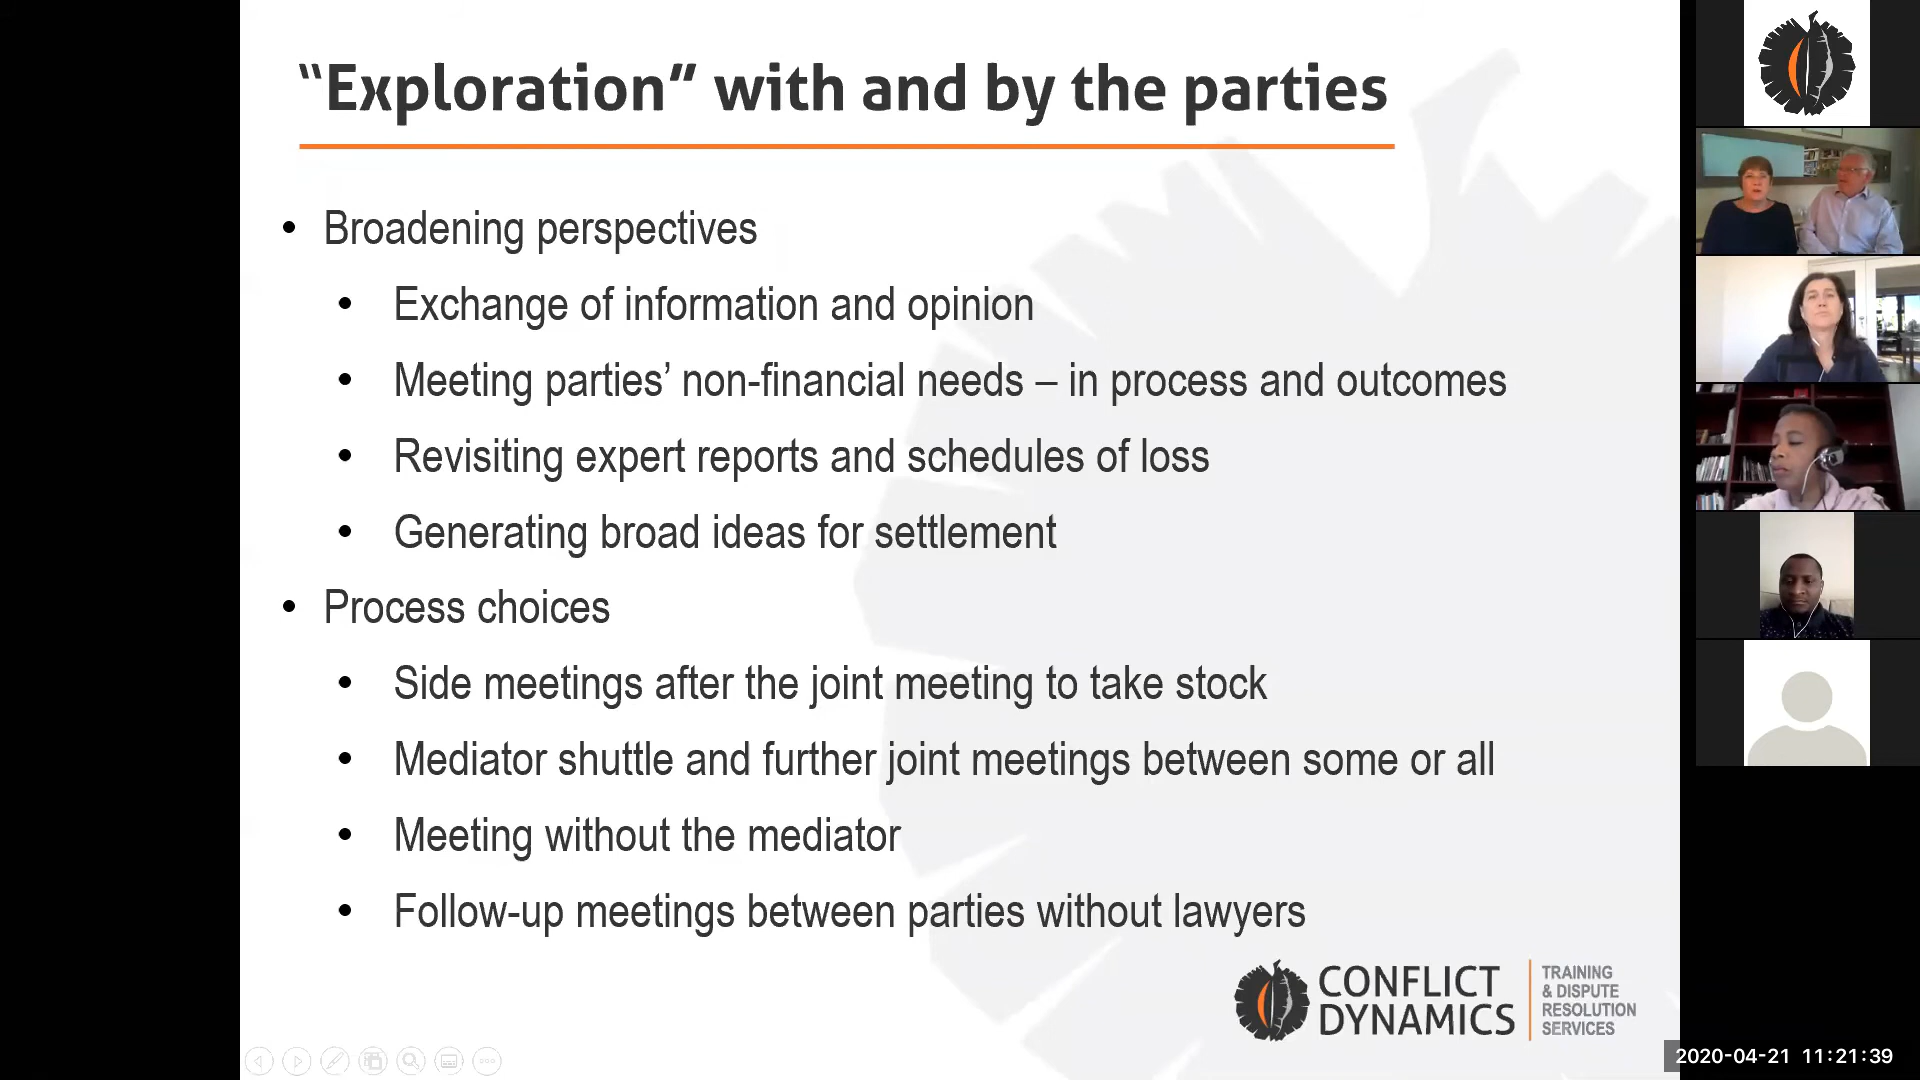 “Exploration” with and by the parties
• Broadening perspectives
• Exchange of information and opinion
• Meeting parties’ non-financial needs – in process and outcomes
• Revisiting expert reports and schedules of loss
• Generating broad ideas for settlement
• Process choices
• Side meetings after the joint meeting to take stock
• Mediator shuttle and further joint meetings between some or all
• Meeting without the mediator
• Follow-up meetings between parties without lawyers
CONFLICT
DYNAMICS
TRAINING
& DISPUTE
RESOLUTION
SERVICES
2020-04-21 11:21:39